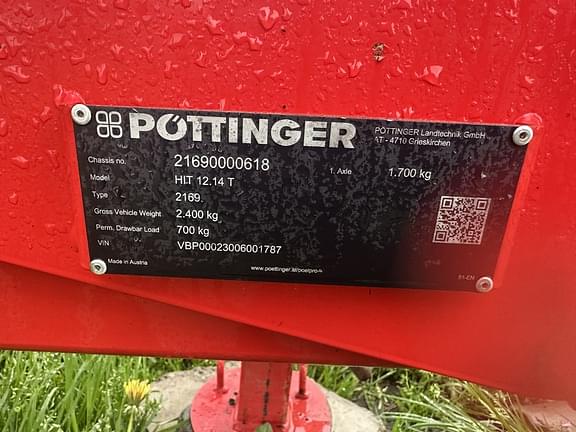 PÖTTINGER
PÖTTINGER Landtechnik GmbH
AT - 4710 Grieskirchen
Chassis no. 21690000618 1. Axle 1.700 kg
Model HIT 12.14 T
Type 2169
Gross Vehicle Weight 2.400 kg
Perm. Drawbar Load 700 kg
VIN VBP00023006001787
Made in Austria
www.poettinger.at/poetpro
51-EN